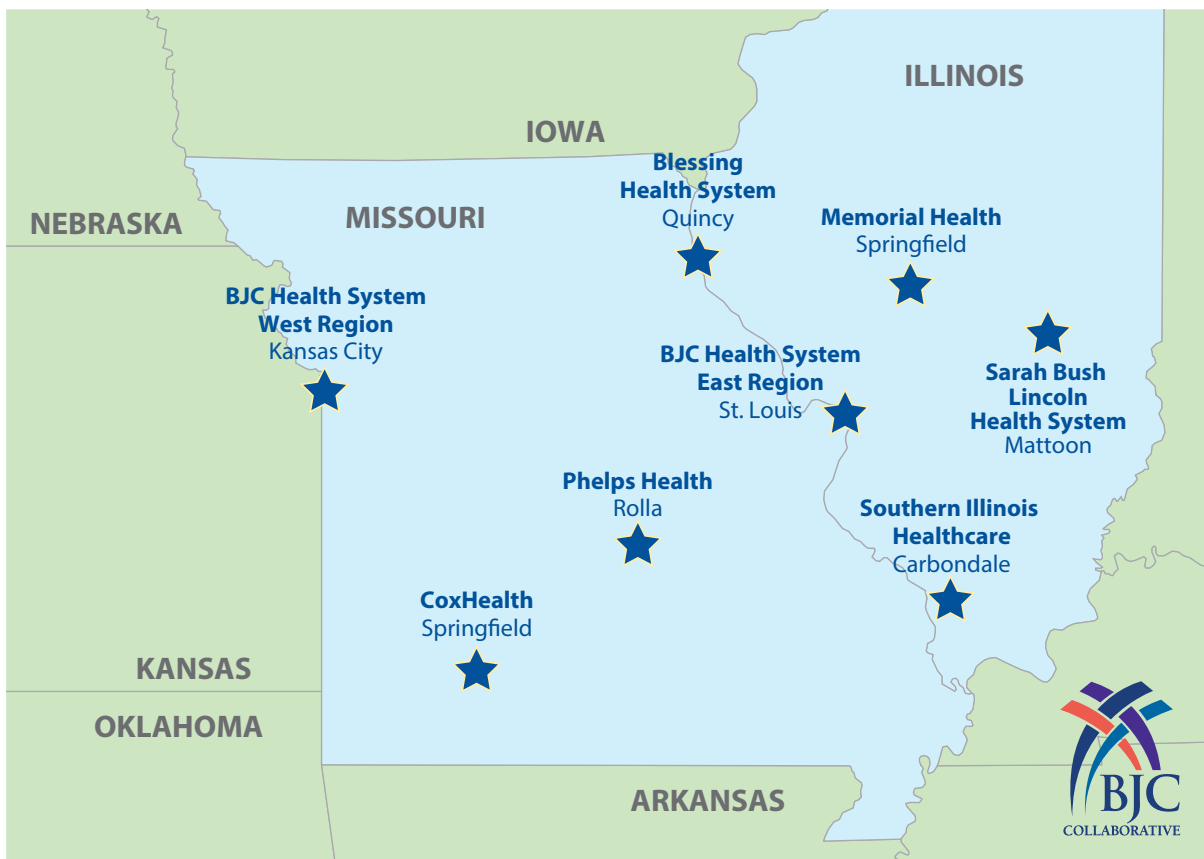 ILLINOIS
IOWA
NEBRASKA
MISSOURI
Blessing
Health System
Quincy
Memorial Health
Springfield
BJC Health System
West Region
Kansas City
BJC Health System
East Region
St. Louis
Sarah Bush
Lincoln
Health System
Mattoon
Phelps Health
Rolla
Southern Illinois
Healthcare
Carbondale
CoxHealth
Springfield
KANSAS
OKLAHOMA
ARKANSAS
BJC
COLLABORATIVE